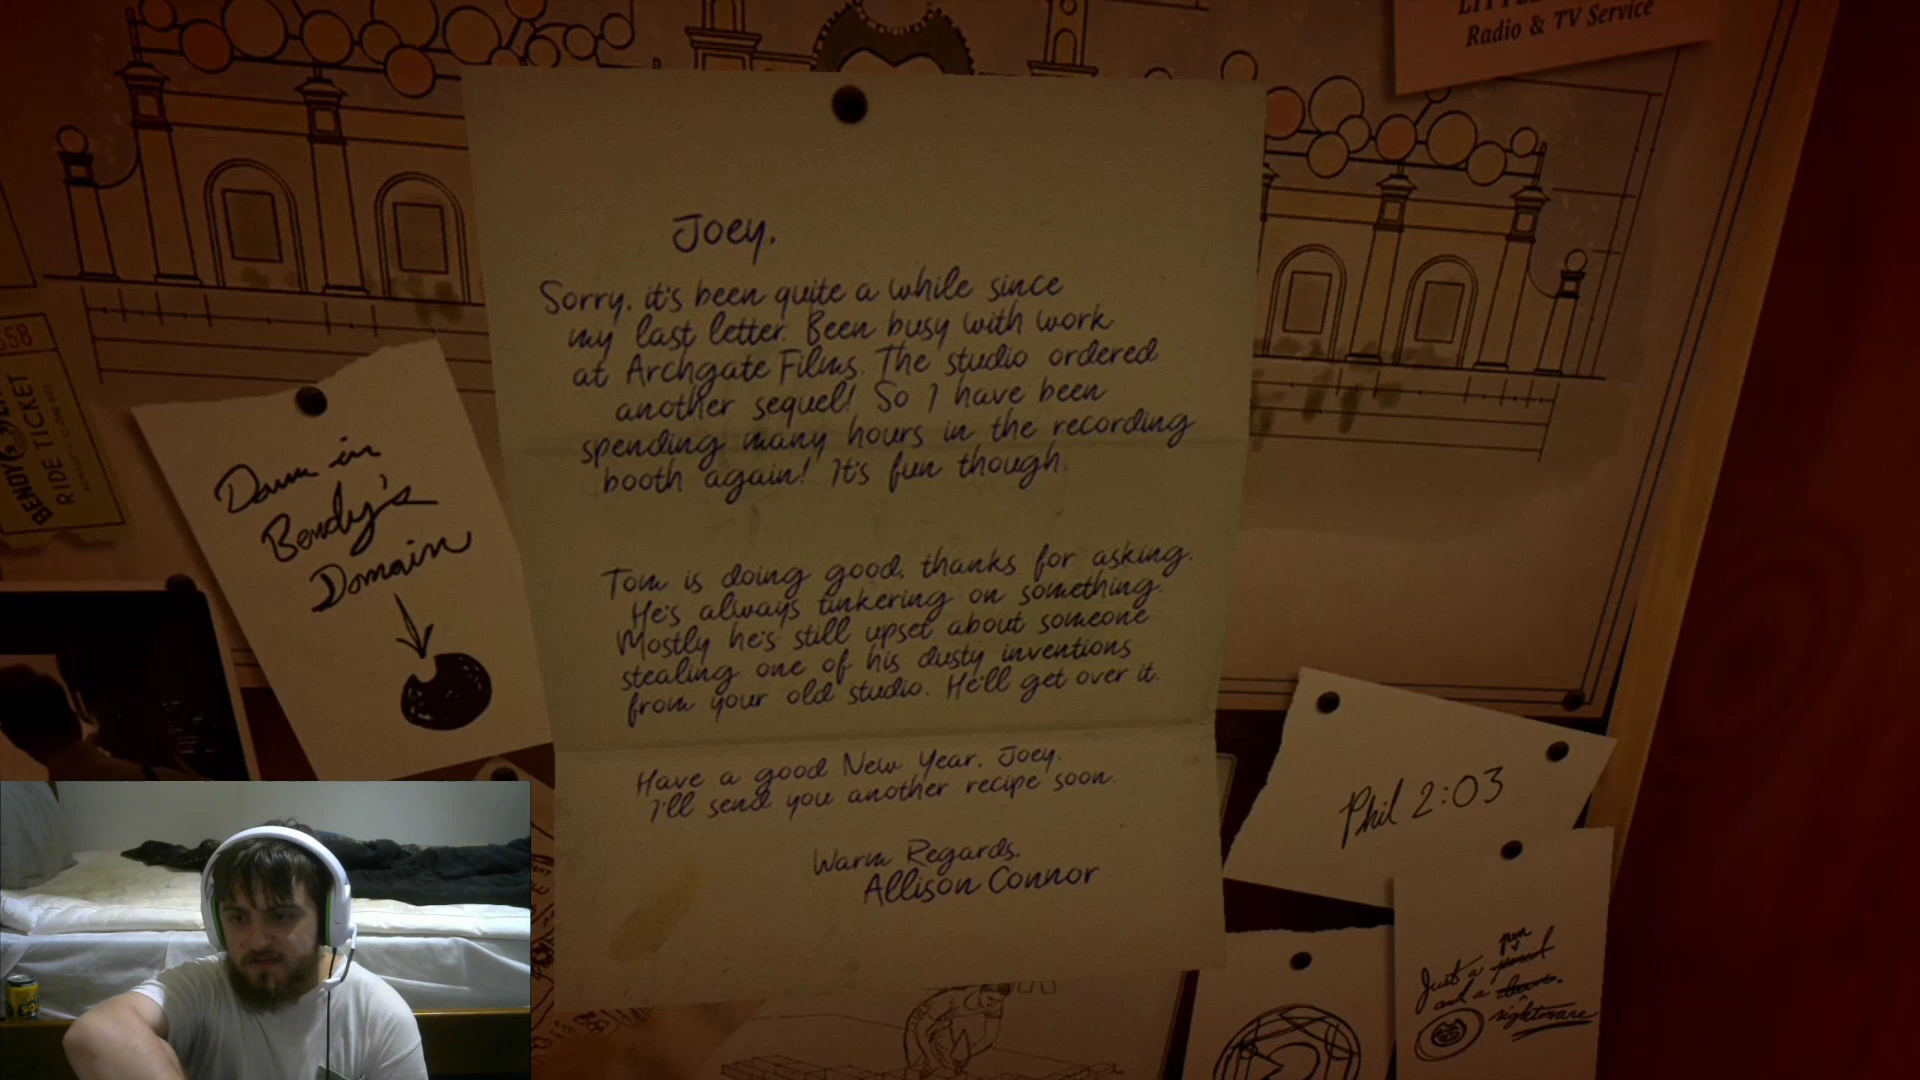 Radio & TV Service
Joey,
Sorry, it's been quite a while since
my last letter. Been busy with work
at Archgate Films. The studio ordered
another sequel! So I have been
spending many hours in the recording
booth again! It's fun though.
Tom is doing good, thanks for asking.
He's always tinkering on something.
Mostly he's still upset about someone
stealing one of his dusty inventions
from your old studio. He'll get over it.
Have a good New Year, Joey.
I'll send you another recipe soon.
Warm Regards,
Allison Connor
58
BENDY
RIDE TICKET
Down in
Bendy's
Domain
Phil 2:03
pen
Just a
and a
nightmare